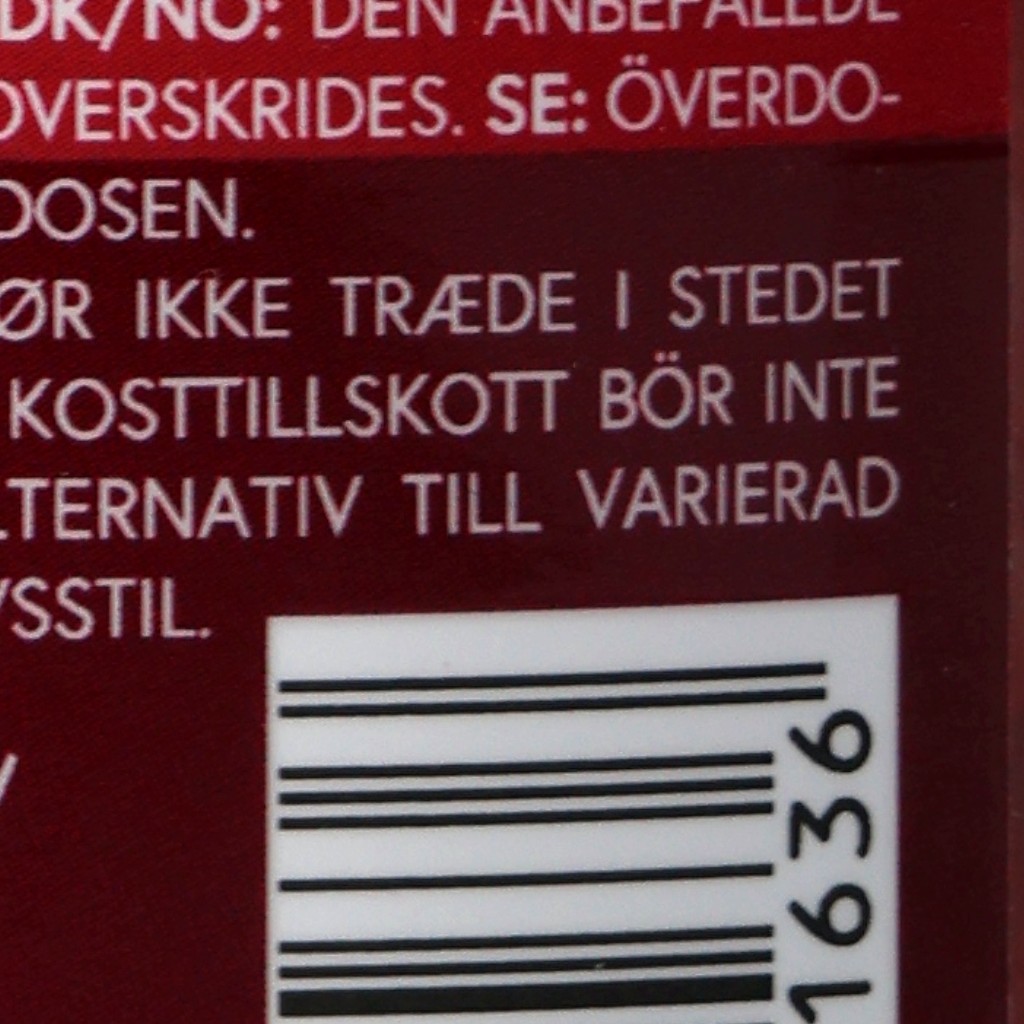 DK/NO: DEN ANBEFALEDE
OVERSKRIDES. SE: ÖVERDO-
DOSEN.
ØR IKKE TRÆDE I STEDET
KOSTTILLSKOTT BÖR INTE
LTERNATIV TILL VARIERAD
VSSTIL.
1636